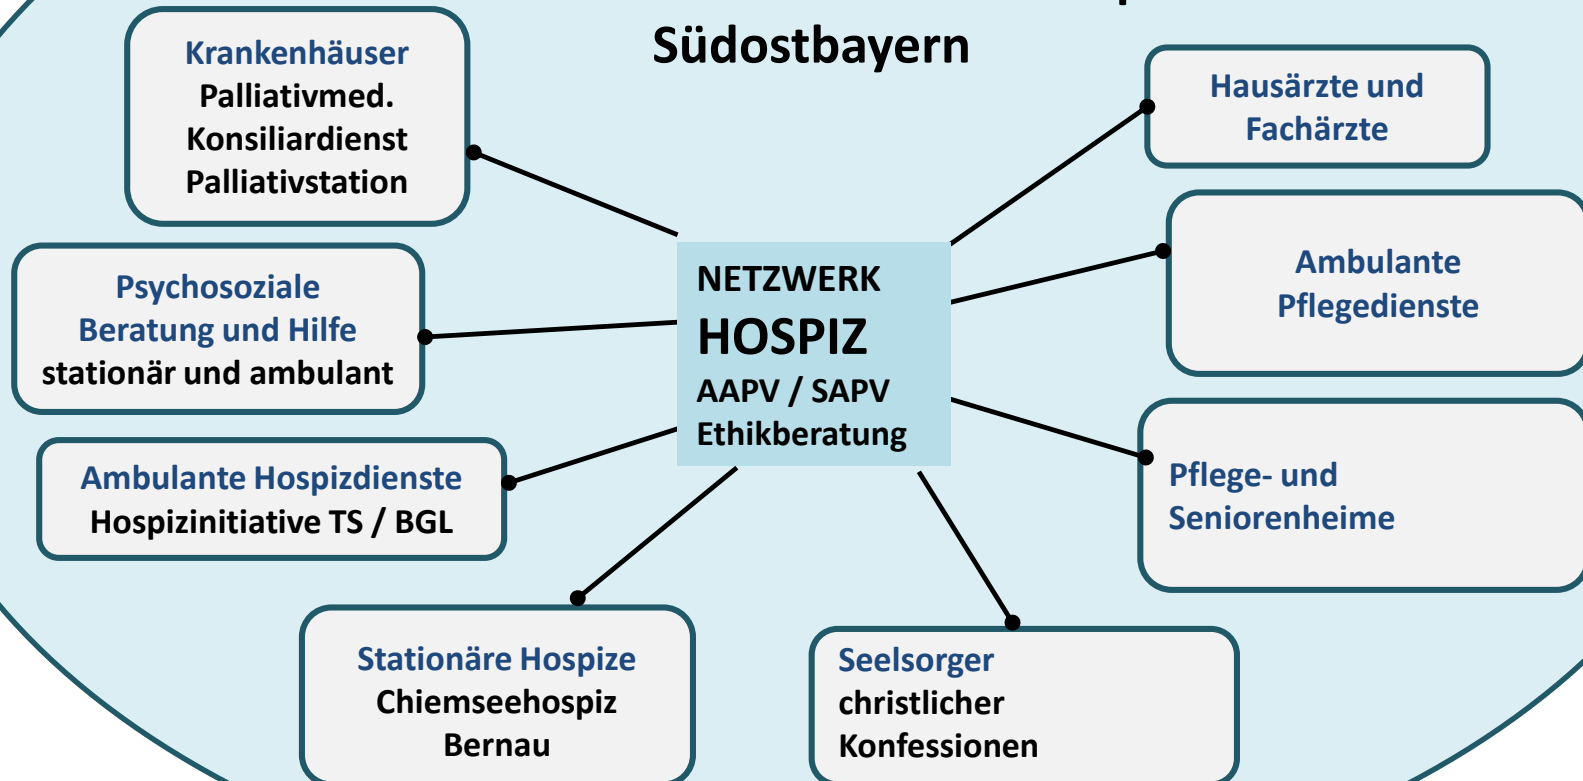 Südostbayern
Krankenhäuser
Palliativmed.
Konsiliardienst
Palliativstation
Hausärzte und
Fachärzte
Psychosoziale
Beratung und Hilfe
stationär und ambulant
NETZWERK
HOSPIZ
AAPV / SAPV
Ethikberatung
Ambulante
Pflegedienste
Ambulante Hospizdienste
Hospizinitiative TS / BGL
Pflege- und
Seniorenheime
Stationäre Hospize
Chiemseehospiz
Bernau
Seelsorger
christlicher
Konfessionen